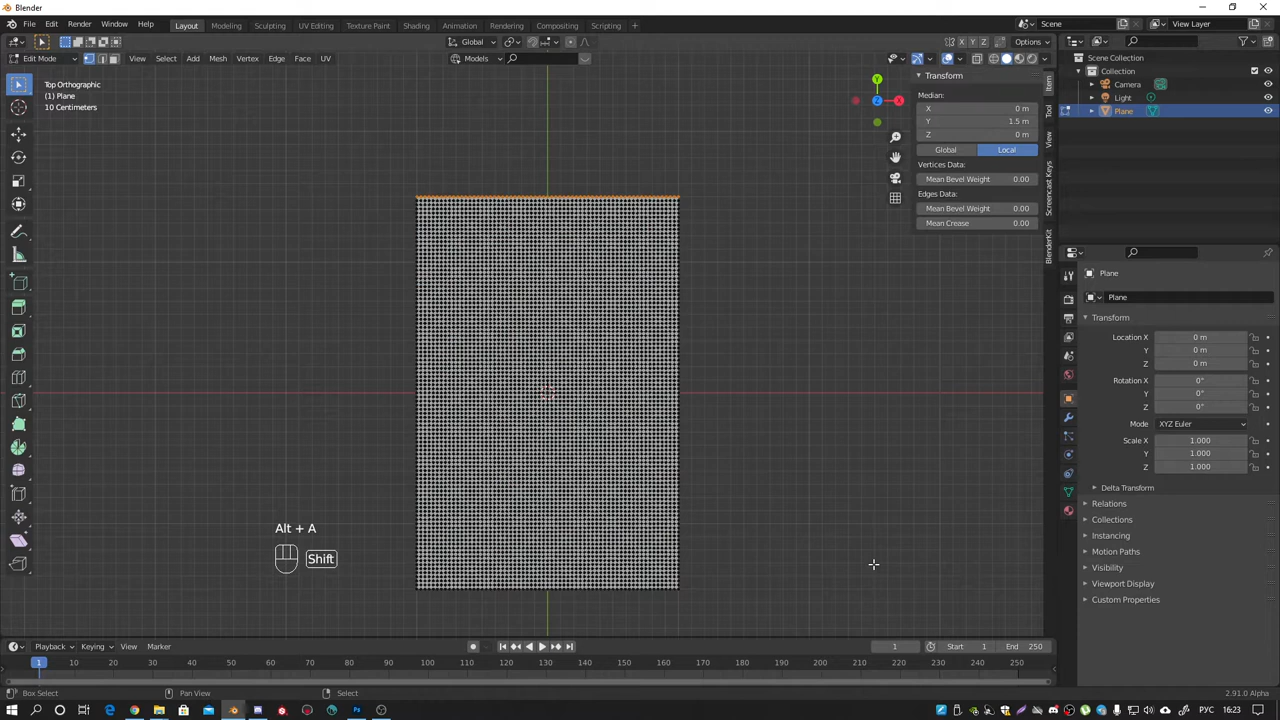 Blender
File Edit Render Window Help Layout Modeling Sculpting UV Editing Texture Paint Shading Animation Rendering Compositing Scripting + Scene View Layer
Global Options
Edit Mode View Select Add Mesh Vertex Edge Face UV Models
Top Orthographic
(1) Plane
10 Centimeters
Y
Z X
Transform
Median:
X 0 m
Y 1.5 m
Z 0 m
Global Local
Vertices Data:
Mean Bevel Weight 0.00
Edges Data:
Mean Bevel Weight 0.00
Mean Crease 0.00
Item
Tool
View
Screencast Keys
BlenderKit
X Y Z
Scene Collection
Collection
Camera
Light
Plane
Plane
Plane
Transform
Location X 0 m
Y 0 m
Z 0 m
Rotation X 0°
Y 0°
Z 0°
Mode XYZ Euler
Scale X 1.000
Y 1.000
Z 1.000
Delta Transform
Relations
Collections
Instancing
Motion Paths
Visibility
Viewport Display
Custom Properties
Alt + A
Shift
Playback Keying View Marker 1 Start 1 End 250
1 10 20 30 40 50 60 70 80 90 100 110 120 130 140 150 160 170 180 190 200 210 220 230 240 250
Box Select Pan View Select 2.91.0 Alpha
РУС 16:23